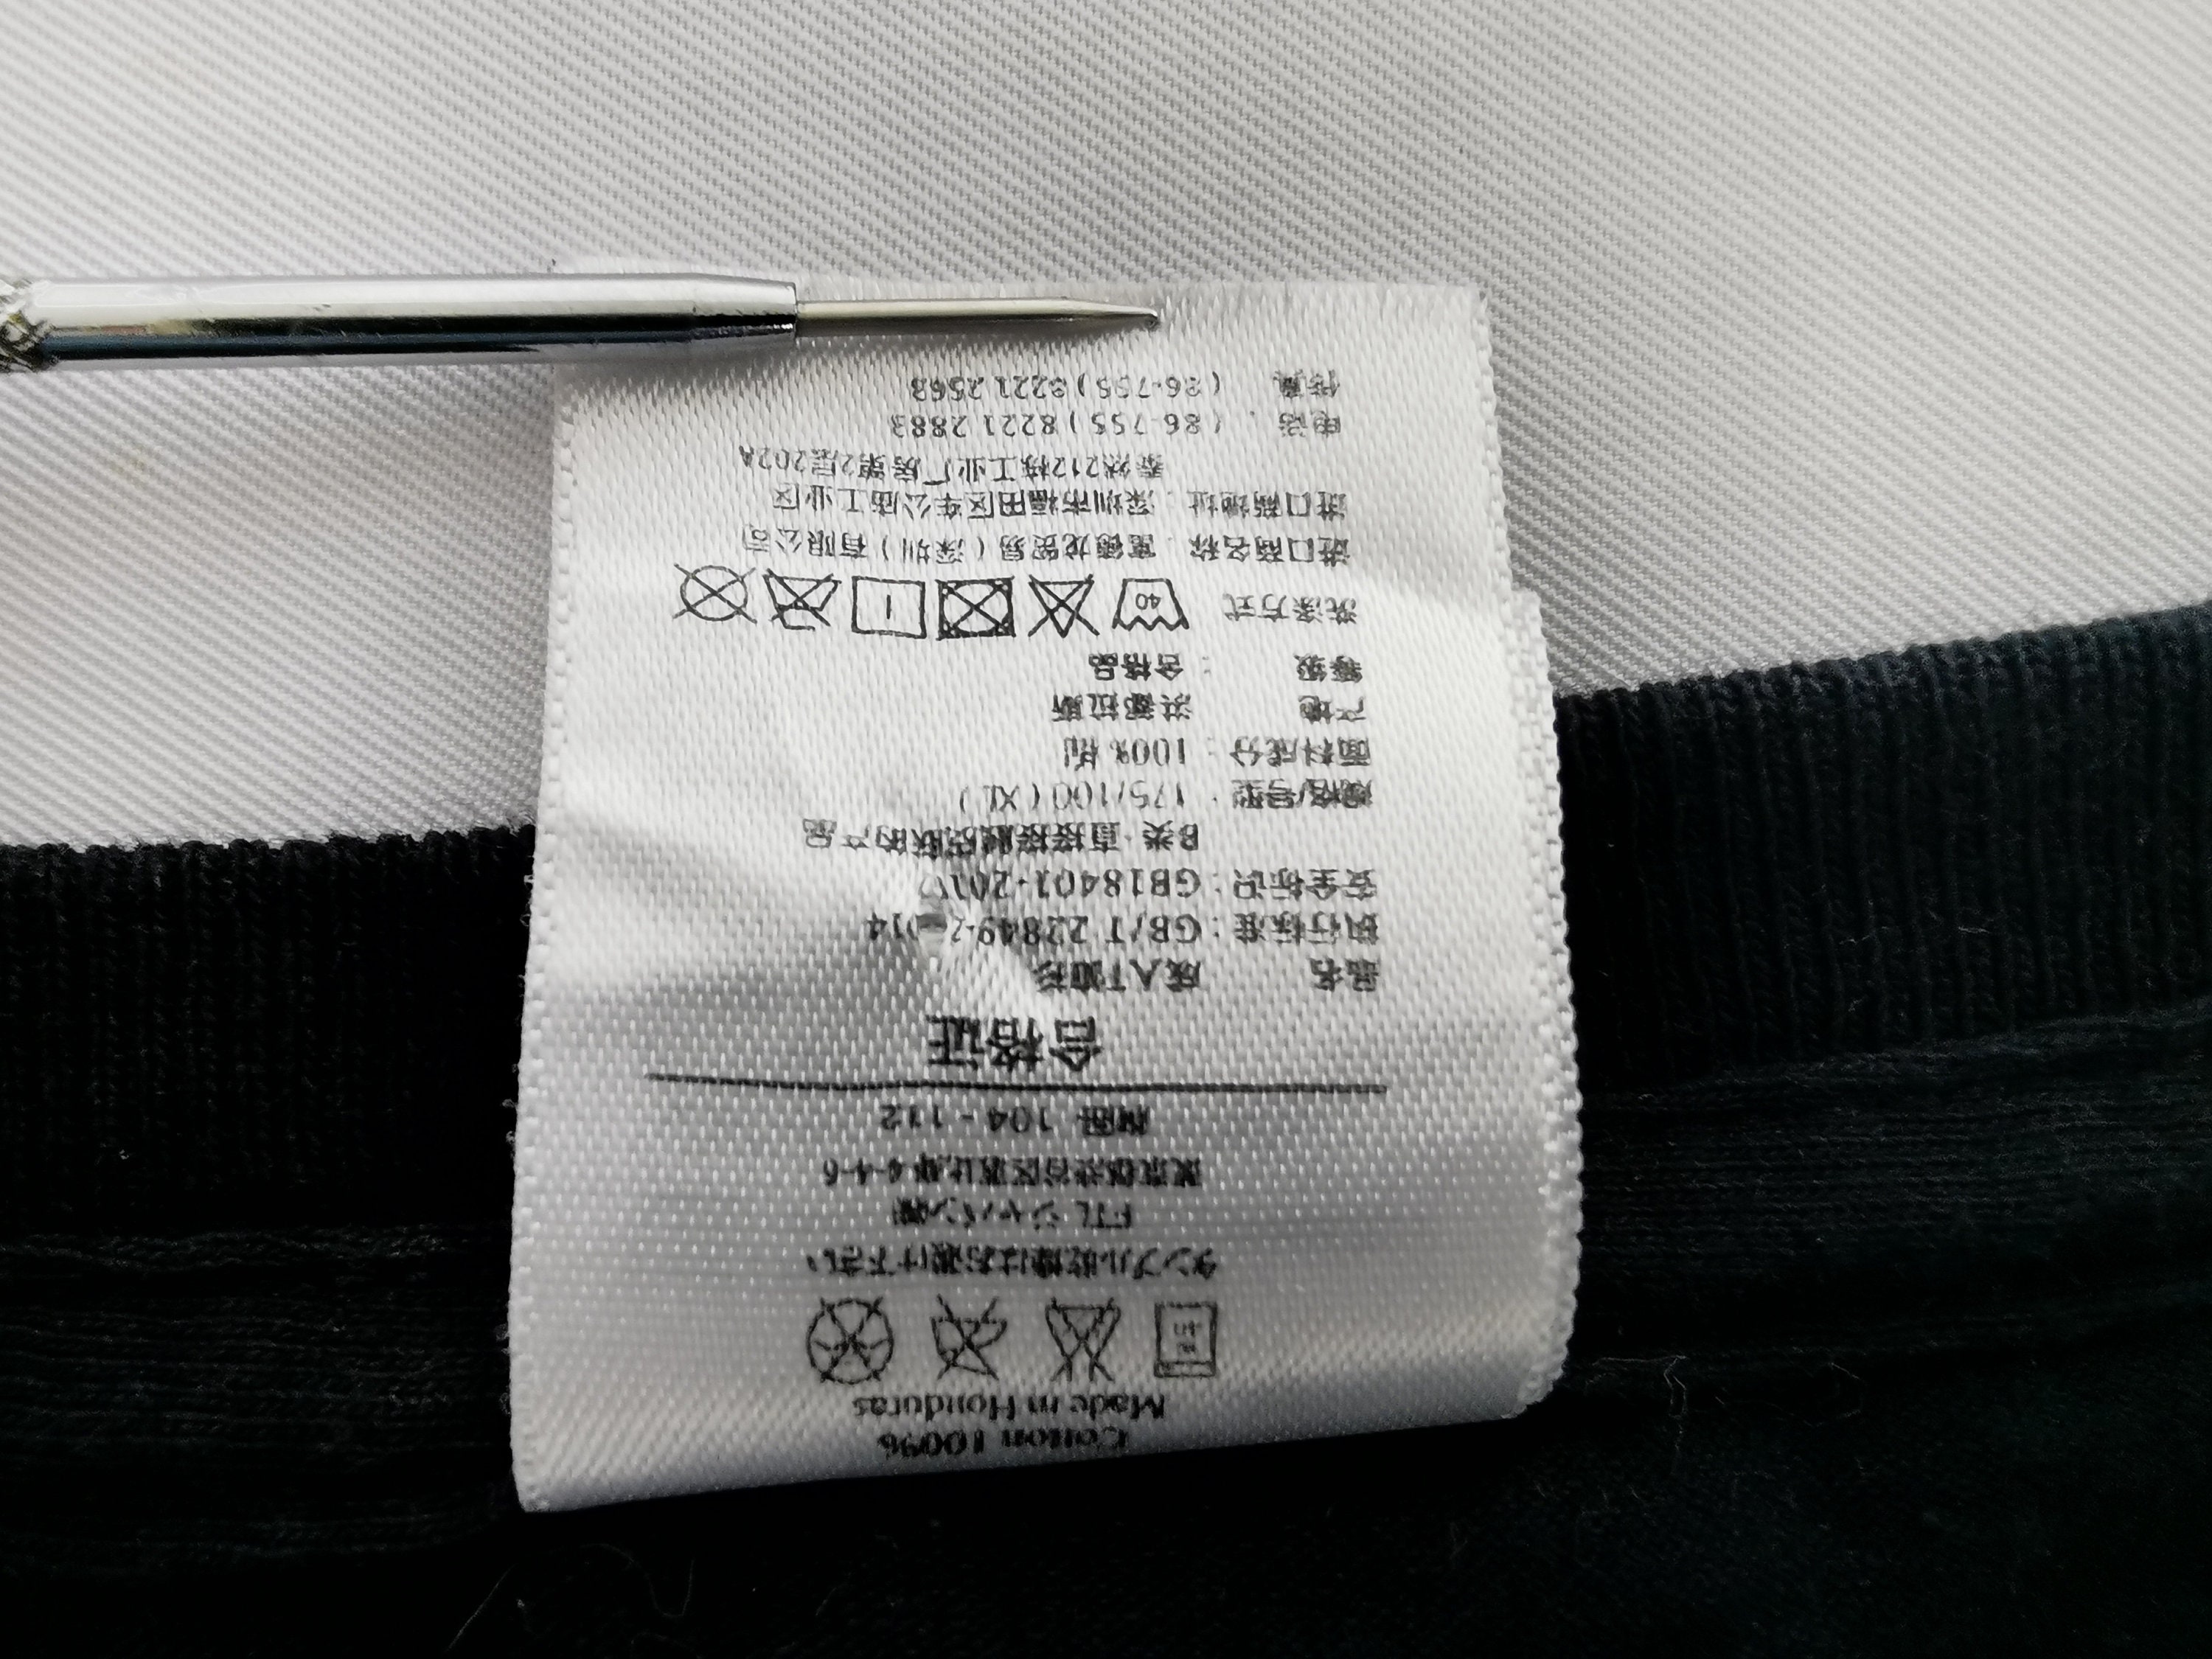 Cotton 100%
Made in Honduras
タンブル乾燥はお避け下さい
FTL ジャパン㈱
東京都渋谷区恵比寿 4-4-6
胸囲 104 - 112
合格证
品名 成人T恤衫
执行标准：GB/T 22849-2014
安全标识：GB18401-2010
B类 直接接触皮肤的产品
规格/号型：175/100 (XL)
面料成分：100% 棉
产地 洪都拉斯
等级：合格品
洗涤方式 40
进口商名称 富德龙贸易（深圳）有限公司
进口商地址 深圳市福田区车公庙工业区
泰然212栋工业厂房第2层202A
电话 (86-755) 8221 2883
传真 (86-755) 8221 2568